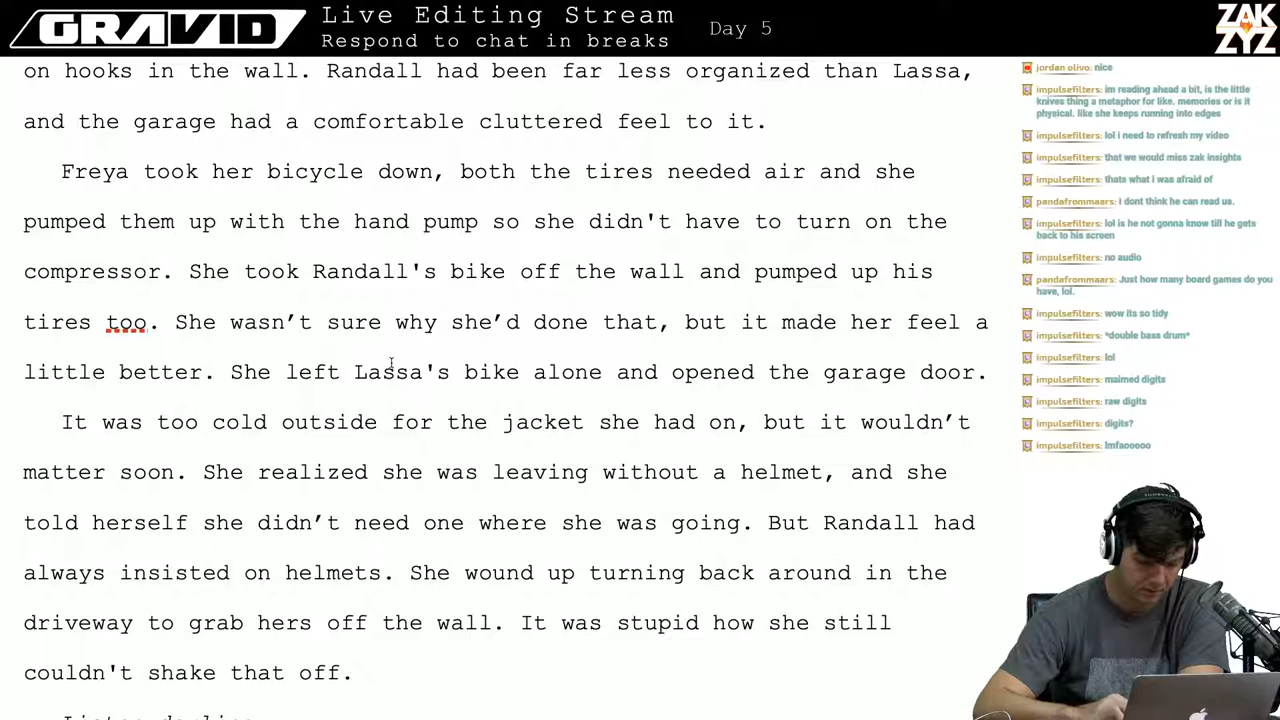 GRAVID
Live Editing Stream
Respond to chat in breaks
Day 5
ZAK
ZYZ
on hooks in the wall. Randall had been far less organized than Lassa,
and the garage had a comfortable cluttered feel to it.
Freya took her bicycle down, both the tires needed air and she
pumped them up with the hand pump so she didn't have to turn on the
compressor. She took Randall's bike off the wall and pumped up his
tires too. She wasn’t sure why she’d done that, but it made her feel a
little better. She left Lassa's bike alone and opened the garage door.
It was too cold outside for the jacket she had on, but it wouldn’t
matter soon. She realized she was leaving without a helmet, and she
told herself she didn’t need one where she was going. But Randall had
always insisted on helmets. She wound up turning back around in the
driveway to grab hers off the wall. It was stupid how she still
couldn't shake that off.
jordan olivo: nice
impulsefilters: im reading ahead a bit, is the little
knives thing a metaphor for like. memories or is it
physical. like she keeps running into edges
impulsefilters: lol i need to refresh my video
impulsefilters: that we would miss zak insights
impulsefilters: thats what i was afraid of
pandafrommaars: i dont think he can read us.
impulsefilters: lol is he not gonna know till he gets
back to his screen
impulsefilters: no audio
pandafrommaars: Just how many board games do you
have, lol.
impulsefilters: wow its so tidy
impulsefilters: *double bass drum*
impulsefilters: lol
impulsefilters: maimed digits
impulsefilters: raw digits
impulsefilters: digits?
impulsefilters: lmfaooooo